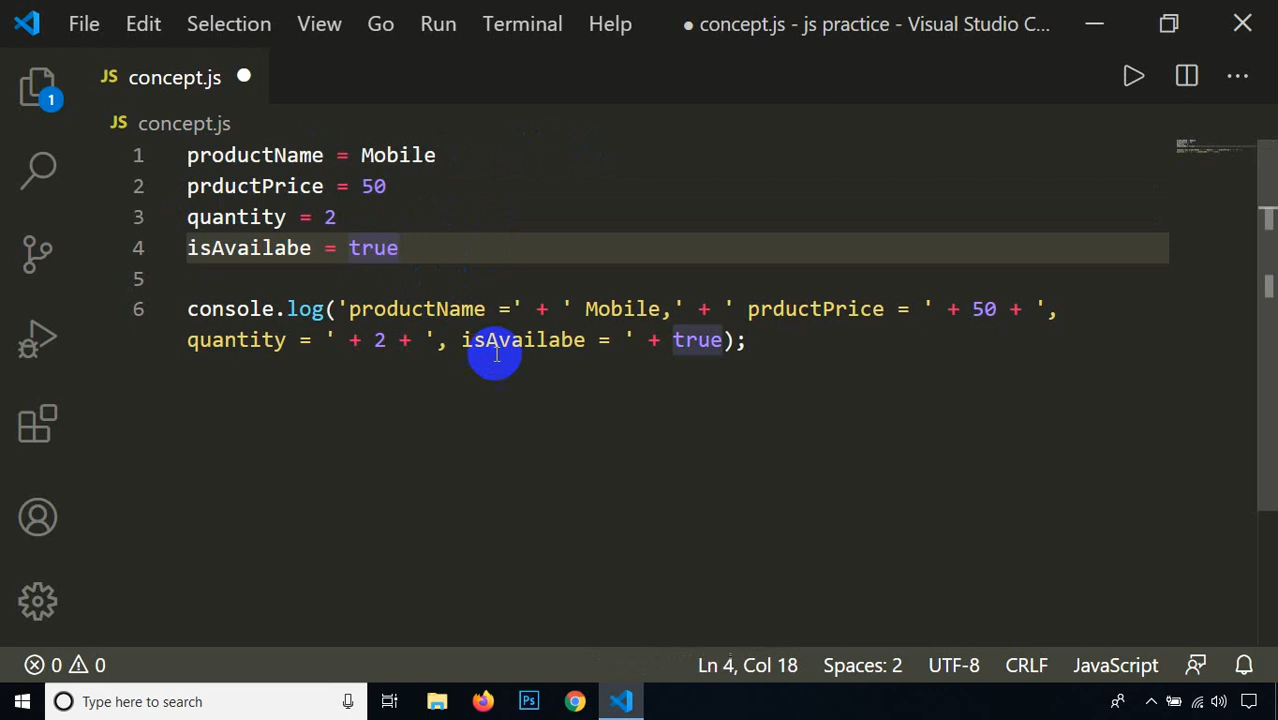 File Edit Selection View Go Run Terminal Help ● concept.js - js practice - Visual Studio C...
JS concept.js
JS concept.js
1 productName = Mobile
2 prductPrice = 50
3 quantity = 2
4 isAvailabe = true
5
6 console.log('productName =' + ' Mobile,' + ' prductPrice = ' + 50 + ',
quantity = ' + 2 + ', isAvailabe = ' + true);
1
0 0 Ln 4, Col 18 Spaces: 2 UTF-8 CRLF JavaScript
Type here to search Ps